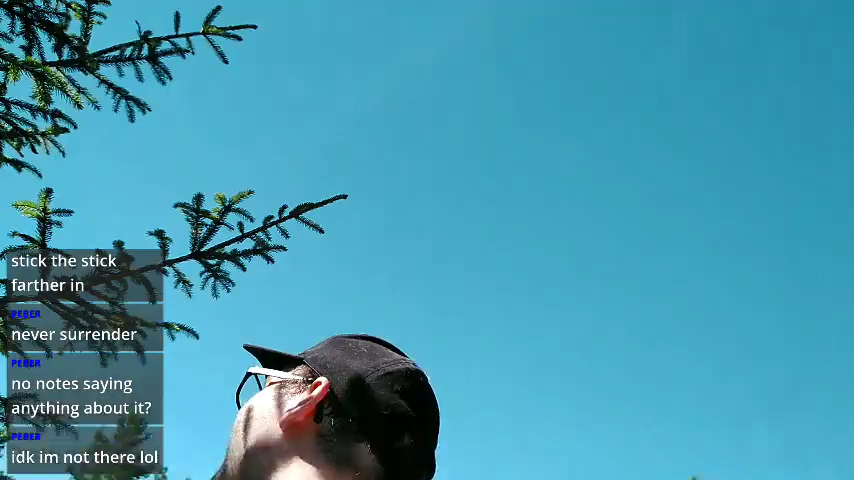 stick the stick
farther in
PEBER
never surrender
PEBER
no notes saying
anything about it?
PEBER
idk im not there lol